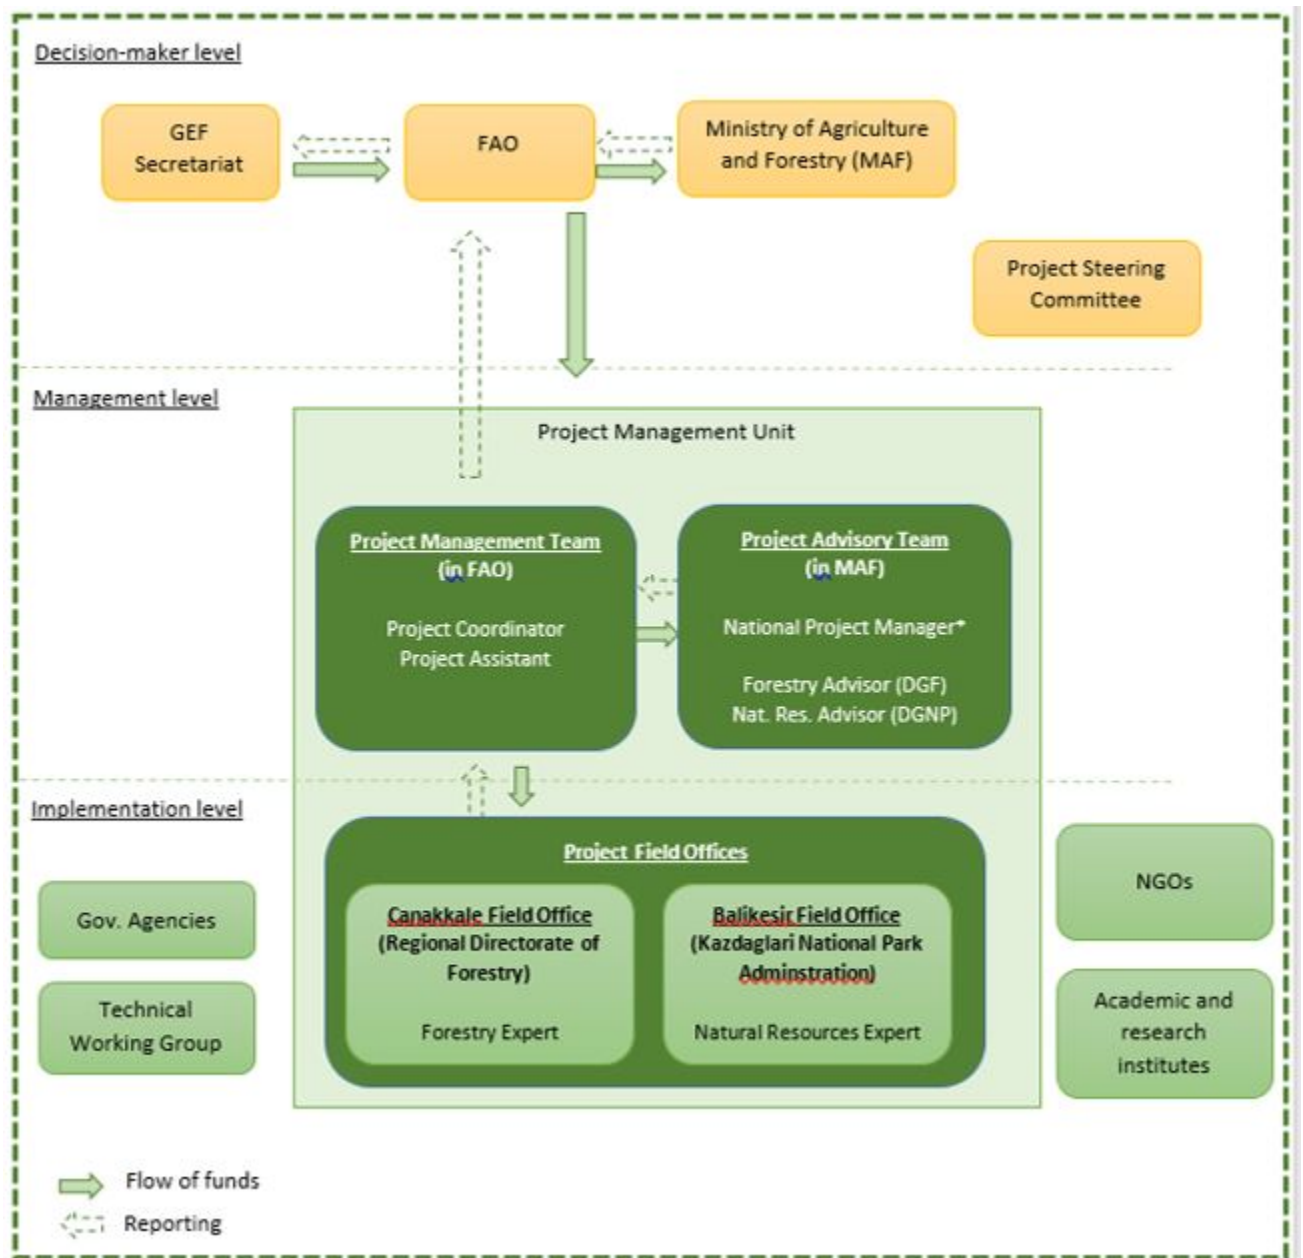 Decision-maker level
GEF
Secretariat
FAO
Ministry of Agriculture
and Forestry (MAF)
Project Steering
Committee
Management level
Project Management Unit
Project Management Team
(in FAO)
Project Coordinator
Project Assistant
Project Advisory Team
(in MAF)
National Project Manager*
Forestry Advisor (DGF)
Nat. Res. Advisor (DGNP)
Implementation level
Project Field Offices
Canakkale Field Office
(Regional Directorate of
Forestry)
Forestry Expert
Balikesir Field Office
(Kazdaglari National Park
Adminstration)
Natural Resources Expert
Gov. Agencies
Technical
Working Group
NGOs
Academic and
research
institutes
Flow of funds
Reporting